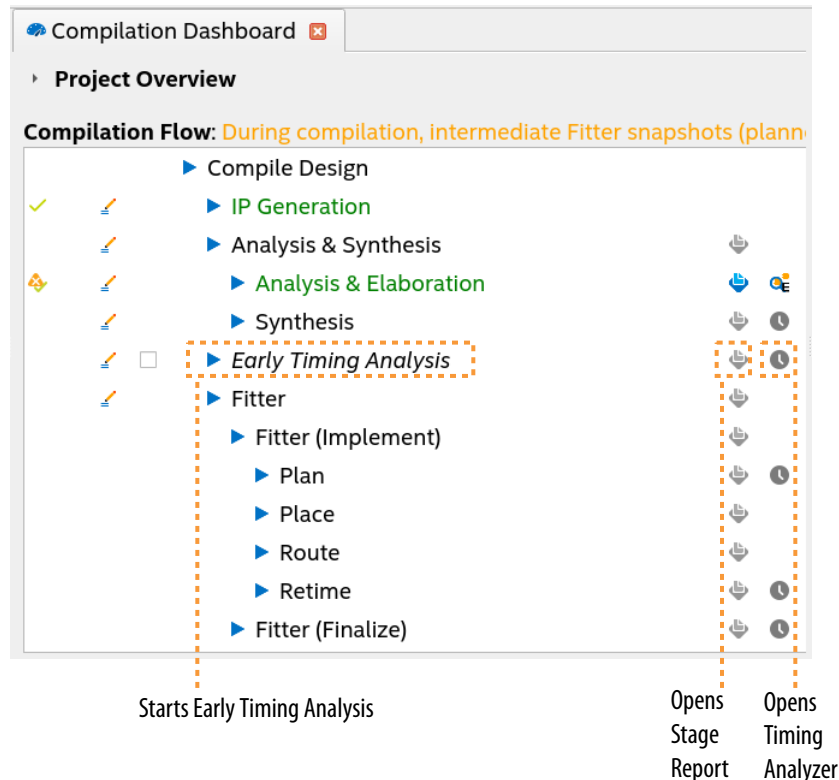 Compilation Dashboard
Project Overview
Compilation Flow: During compilation, intermediate Fitter snapshots (plann
Compile Design
IP Generation
Analysis & Synthesis
Analysis & Elaboration
E
Synthesis
Early Timing Analysis
Fitter
Fitter (Implement)
Plan
Place
Route
Retime
Fitter (Finalize)
Starts Early Timing Analysis
Opens
Stage
Report
Opens
Timing
Analyzer